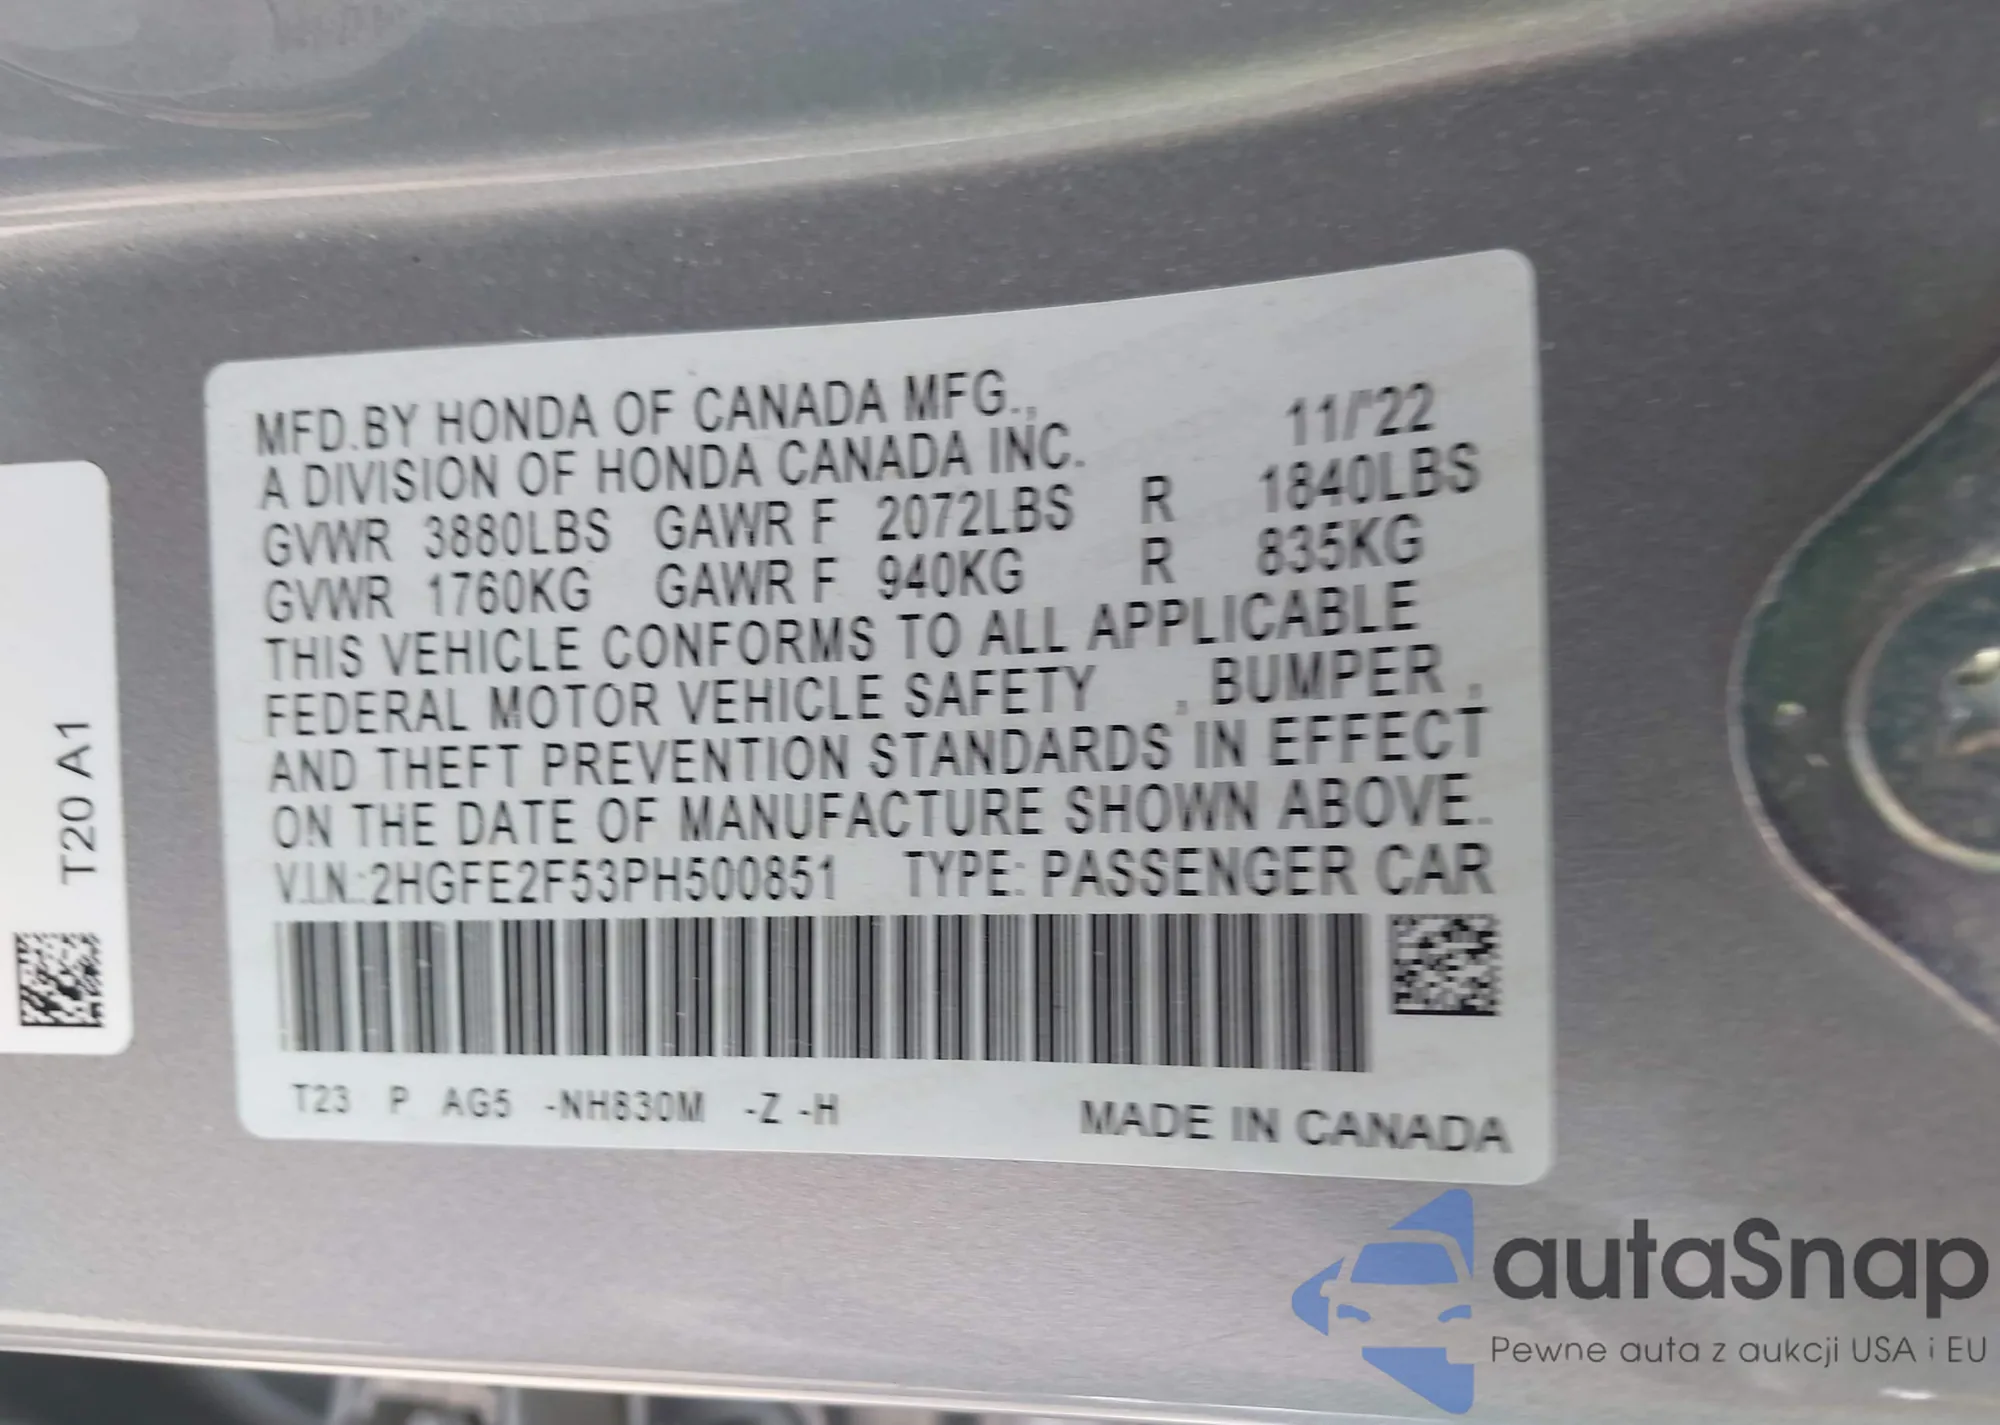 MFD.BY HONDA OF CANADA MFG., 11/'22
A DIVISION OF HONDA CANADA INC.
GVWR 3880LBS GAWR F 2072LBS R 1840LBS
GVWR 1760KG GAWR F 940KG R 835KG
THIS VEHICLE CONFORMS TO ALL APPLICABLE
FEDERAL MOTOR VEHICLE SAFETY , BUMPER ,
AND THEFT PREVENTION STANDARDS IN EFFECT
ON THE DATE OF MANUFACTURE SHOWN ABOVE.
V.I.N.:2HGFE2F53PH500851 TYPE: PASSENGER CAR
T23 P AG5 -NH830M -Z -H MADE IN CANADA
T20 A1
autaSnap
Pewne auta z aukcji USA i EU